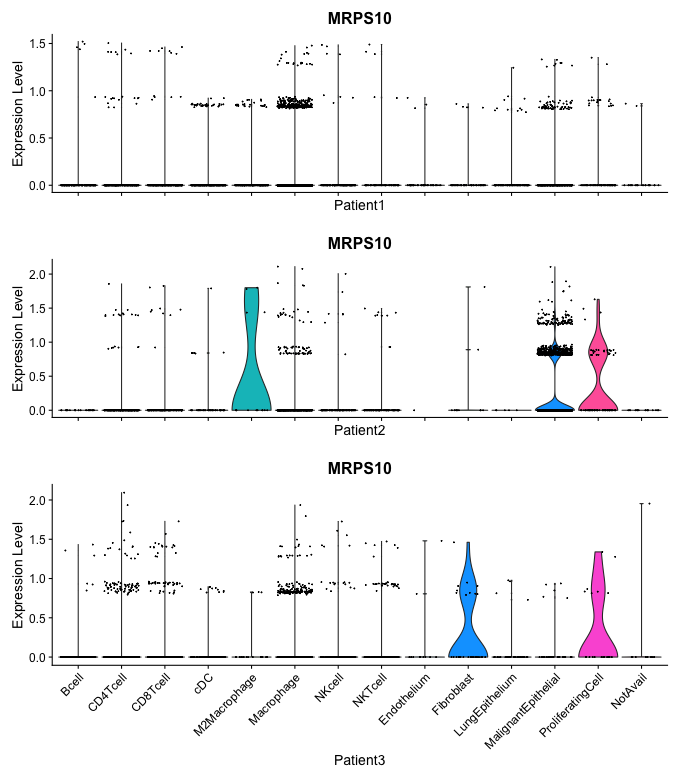 MRPS10
Expression Level
1.5
1.0
0.5
0.0
Patient1
MRPS10
Expression Level
2.0
1.5
1.0
0.5
0.0
Patient2
MRPS10
Expression Level
2.0
1.5
1.0
0.5
0.0
Bcell
CD4Tcell
CD8Tcell
cDC
M2Macrophage
Macrophage
NKcell
NKTcell
Endothelium
Fibroblast
LungEpithelium
MalignantEpithelial
ProliferatingCell
NotAvail
Patient3